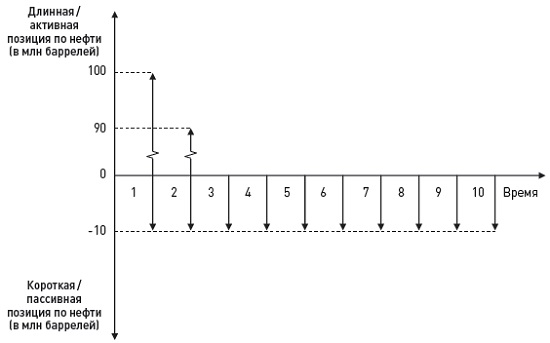 Длинная/
активная
позиция по нефти
(в млн баррелей)
100
90
0
1 2 3 4 5 6 7 8 9 10 Время
-10
Короткая/
пассивная
позиция по нефти
(в млн баррелей)